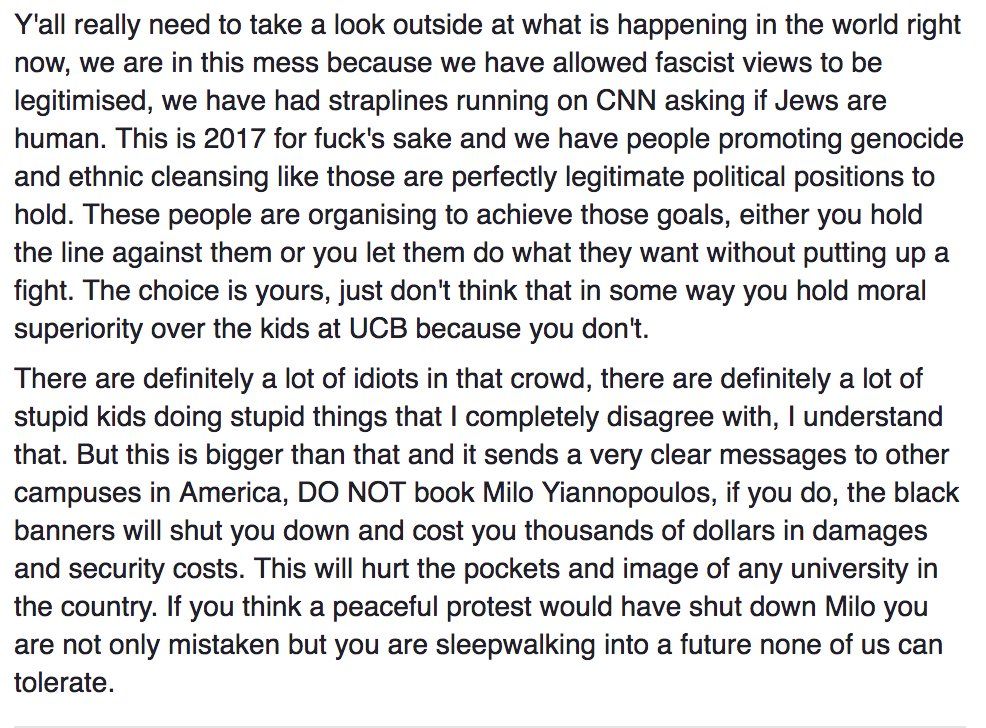 Y'all really need to take a look outside at what is happening in the world right
now, we are in this mess because we have allowed fascist views to be
legitimised, we have had straplines running on CNN asking if Jews are
human. This is 2017 for fuck's sake and we have people promoting genocide
and ethnic cleansing like those are perfectly legitimate political positions to
hold. These people are organising to achieve those goals, either you hold
the line against them or you let them do what they want without putting up a
fight. The choice is yours, just don't think that in some way you hold moral
superiority over the kids at UCB because you don't.
There are definitely a lot of idiots in that crowd, there are definitely a lot of
stupid kids doing stupid things that I completely disagree with, I understand
that. But this is bigger than that and it sends a very clear messages to other
campuses in America, DO NOT book Milo Yiannopoulos, if you do, the black
banners will shut you down and cost you thousands of dollars in damages
and security costs. This will hurt the pockets and image of any university in
the country. If you think a peaceful protest would have shut down Milo you
are not only mistaken but you are sleepwalking into a future none of us can
tolerate.